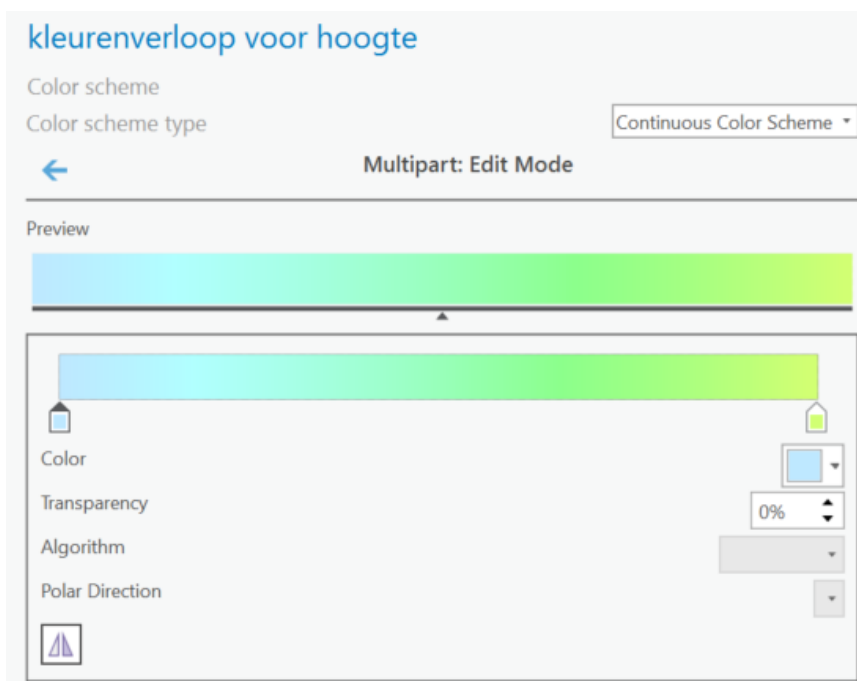 kleurenverloop voor hoogte
Color scheme
Color scheme type
Continuous Color Scheme
Multipart: Edit Mode
Preview
Color
Transparency
0%
Algorithm
Polar Direction